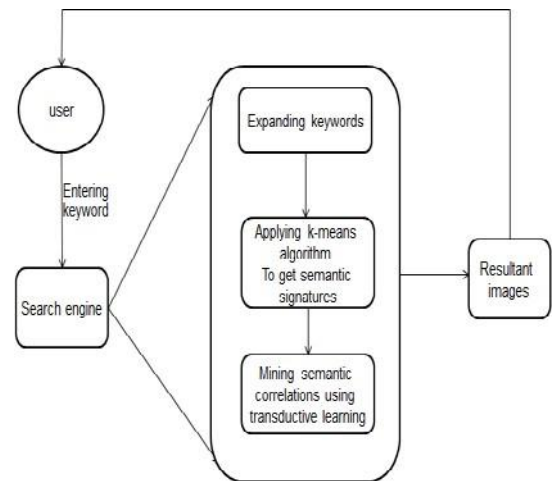 user
Entering
keyword
Search engine
Expanding keywords
Applying k-means
algorithm
To get semantic
signatures
Mining semantic
correlations using
transductive learning
Resultant
images